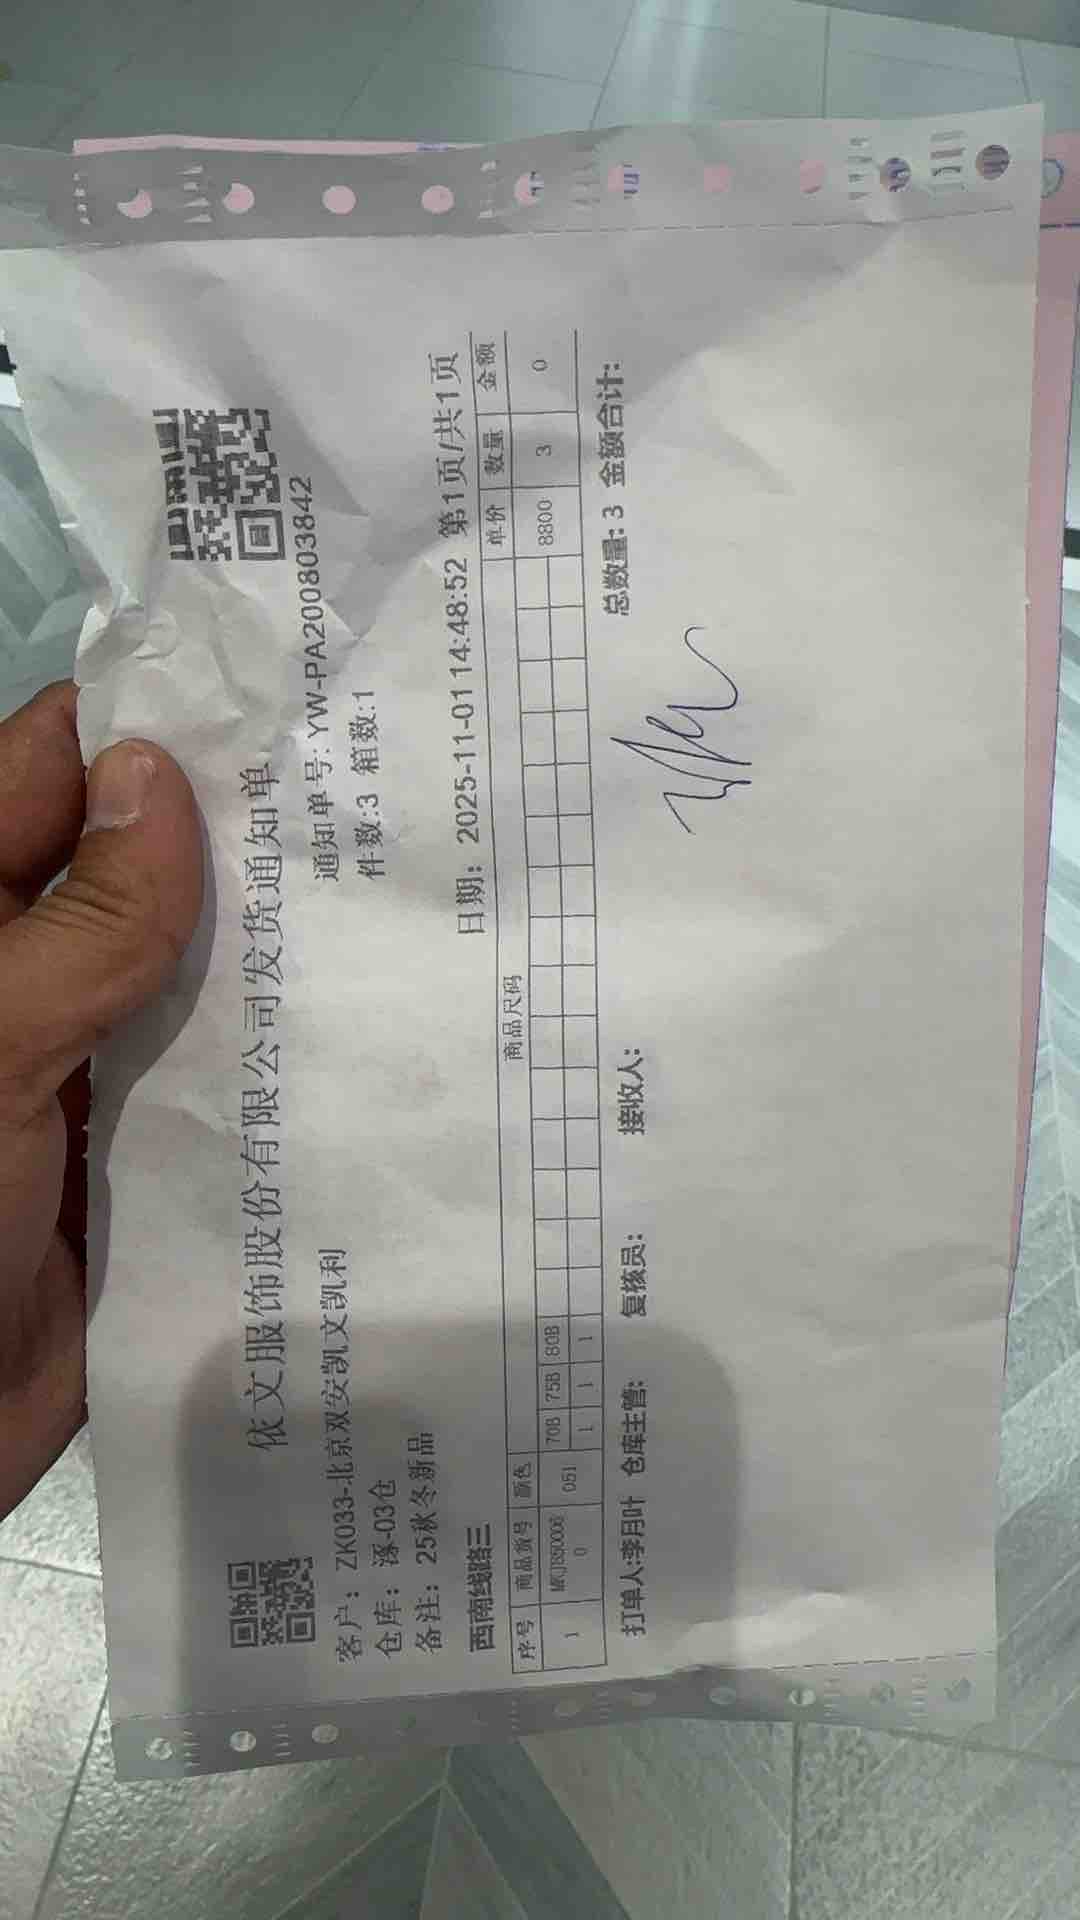 依文服饰股份有限公司发货通知单
客户：ZK033-北京双安凯文凯利 通知单号：YW-PA200803842
仓库：涿-03仓 件数:3 箱数:1
备注：25秋冬新品
西南线路三 日期：2025-11-01 14:48:52 第1页/共1页
序号 商品货号 颜色 商品尺码 单价 数量 金额
70B 75B 80B
1 051 1 1 1 8800 3 0
打单人:李月叶 仓库主管: 复核员: 接收人: 总数量: 3 金额合计: